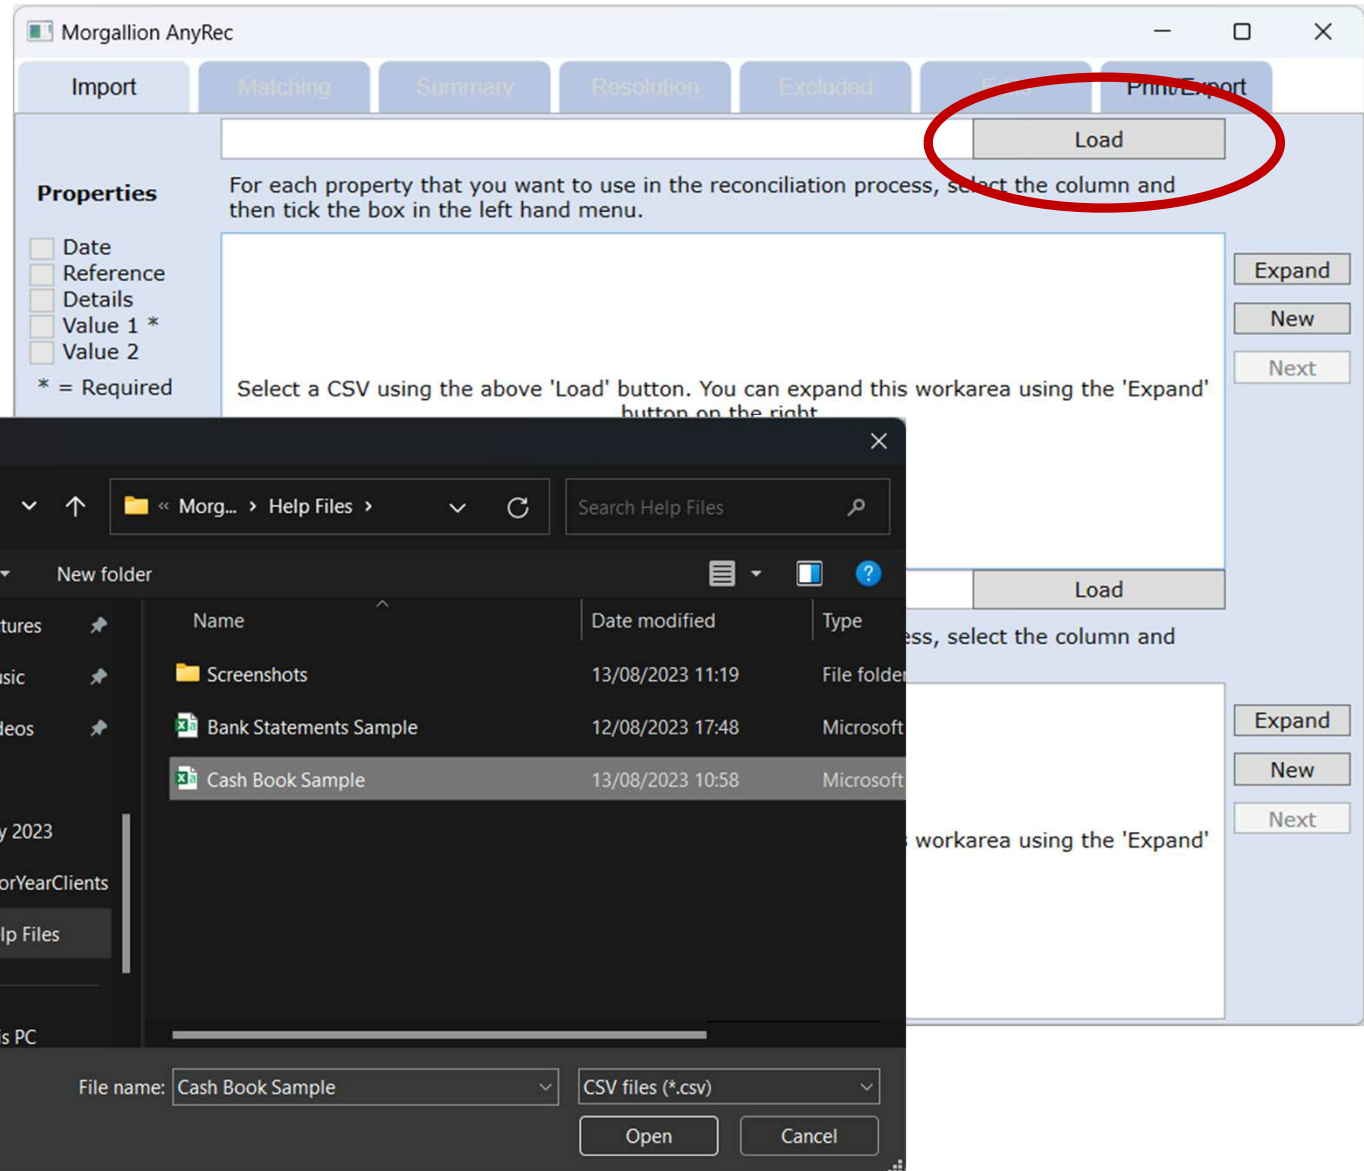 Morgallion AnyRec
Import
Matching
Summary
Resolution
Excluded
Print/Export
Load
Properties
For each property that you want to use in the reconciliation process, select the column and
then tick the box in the left hand menu.
Date
Reference
Details
Value 1 *
Value 2
* = Required
Expand
New
Next
Select a CSV using the above 'Load' button. You can expand this workarea using the 'Expand'
button on the right
« Morg... > Help Files >
Search Help Files
New folder
Name
Date modified
Type
Screenshots
13/08/2023 11:19
File folder
Bank Statements Sample
12/08/2023 17:48
Microsoft
Cash Book Sample
13/08/2023 10:58
Microsoft
tures
usic
deos
y 2023
orYearClients
lp Files
is PC
File name:
Cash Book Sample
CSV files (*.csv)
Open
Cancel
Load
ess, select the column and
workarea using the 'Expand'
Expand
New
Next